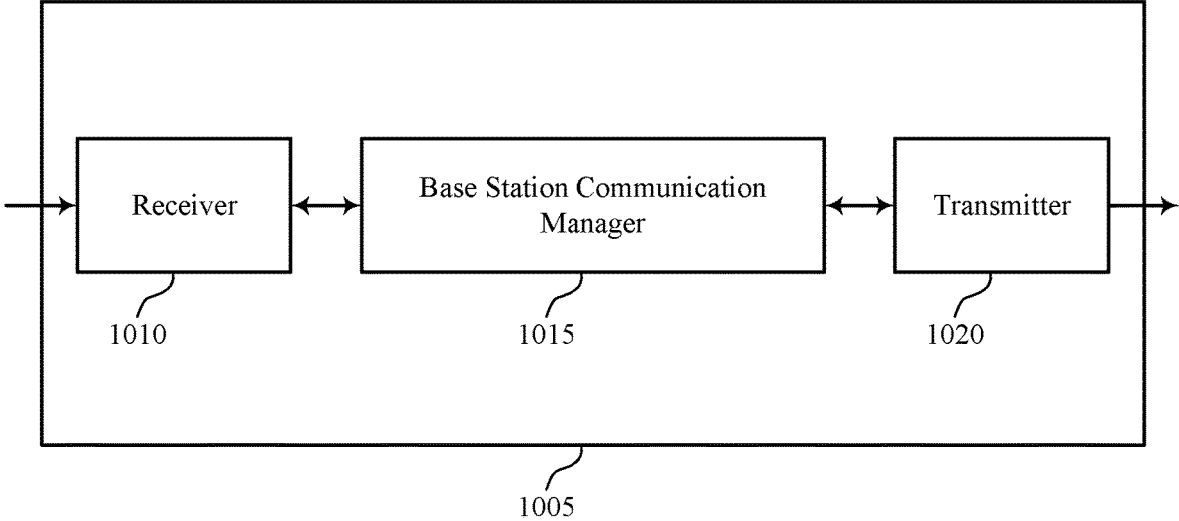 Receiver
Base Station Communication
Manager
Transmitter
1010
1015
1020
1005